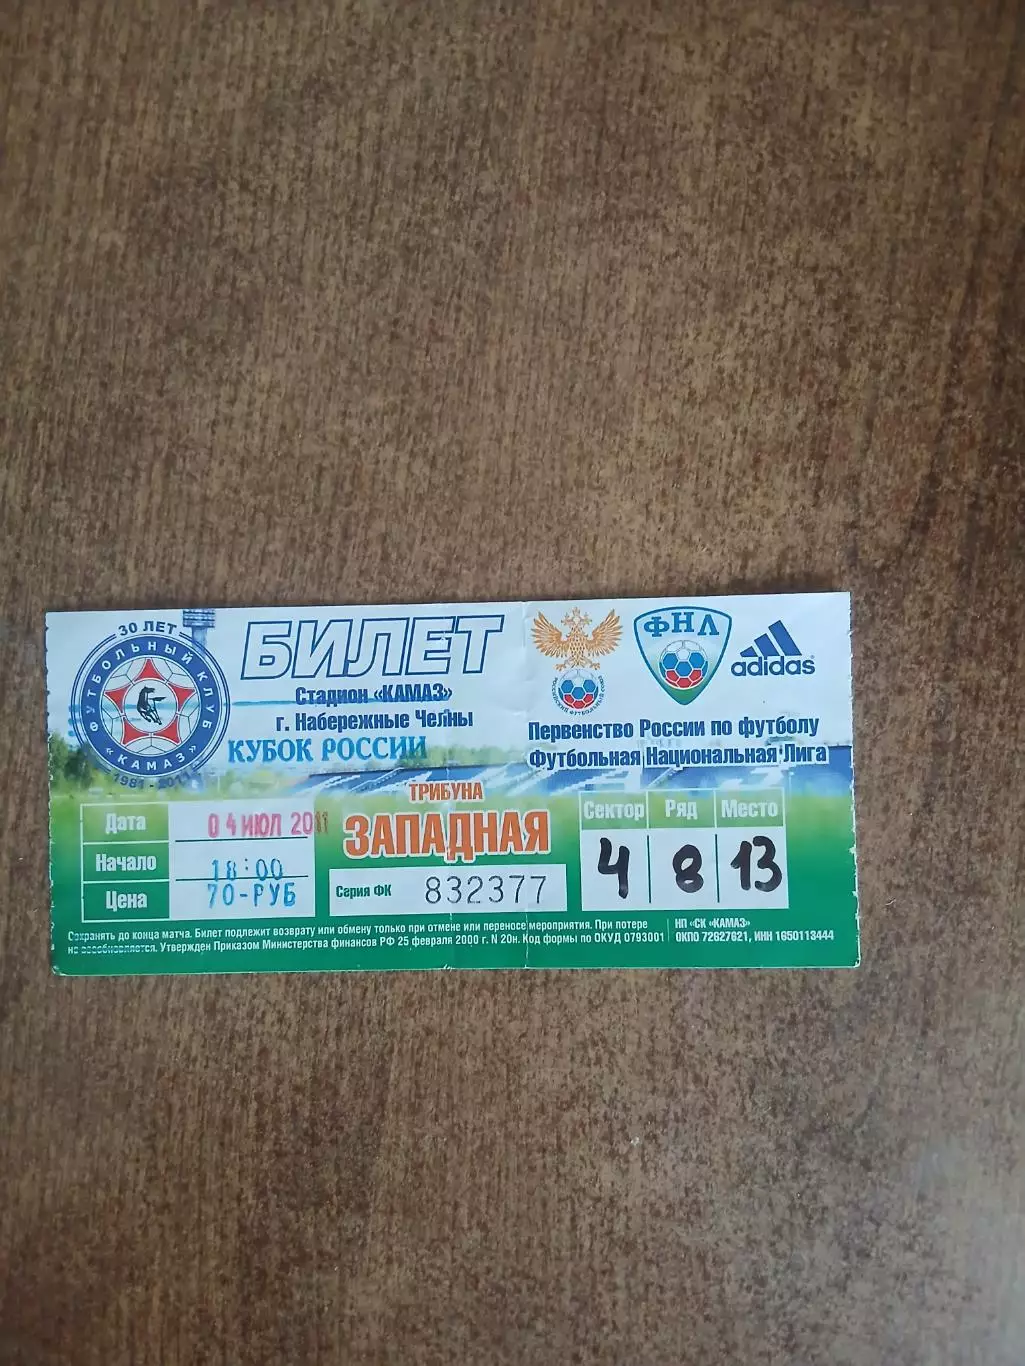 30 ЛЕТ
ФУТБОЛЬНЫЙ КЛУБ
«КАМАЗ»
1981-2011
БИЛЕТ
Стадион «КАМАЗ»
г. Набережные Челны
КУБОК РОССИИ
РОССИЙСКИЙ ФУТБОЛЬНЫЙ СОЮЗ
ФНЛ
adidas
Первенство России по футболу
Футбольная Национальная Лига
Дата 04 ИЮЛ 2011
Начало 18:00
Цена 70-РУБ
ТРИБУНА
ЗАПАДНАЯ
Серия ФК 832377
Сектор Ряд Место
4 8 13
Сохранять до конца матча. Билет подлежит возврату или обмену только при отмене или переносе мероприятия. При потере
не возобновляется. Утвержден Приказом Министерства финансов РФ 25 февраля 2000 г. N 20н. Код формы по ОКУД 0793001
НП «СК «КАМАЗ»
ОКПО 72627621, ИНН 1650113444